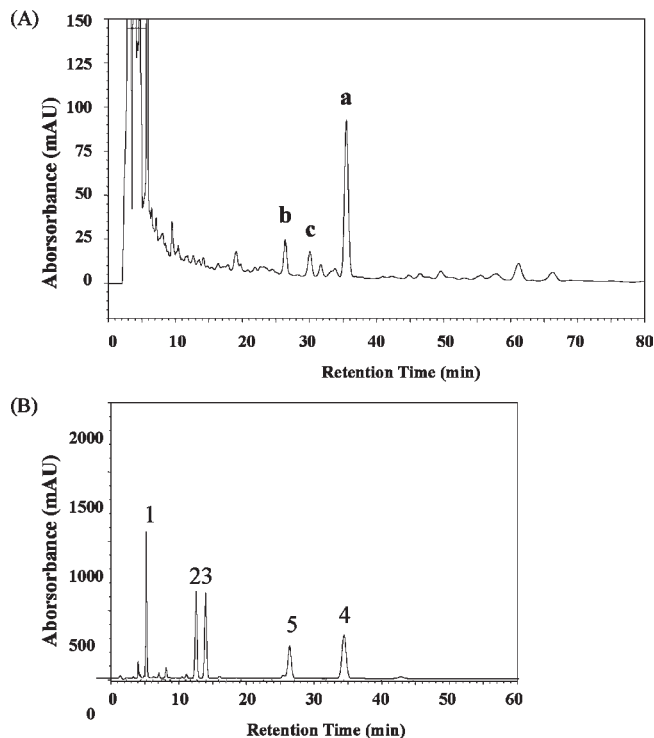 (A)
150
125
100
75
50
25
0
Aborsorbance (mAU)
a
b
c
0 10 20 30 40 50 60 70 80
Retention Time (min)
(B)
2000
1500
1000
500
0
Aborsorbance (mAU)
1
23
5
4
0 10 20 30 40 50 60
Retention Time (min)